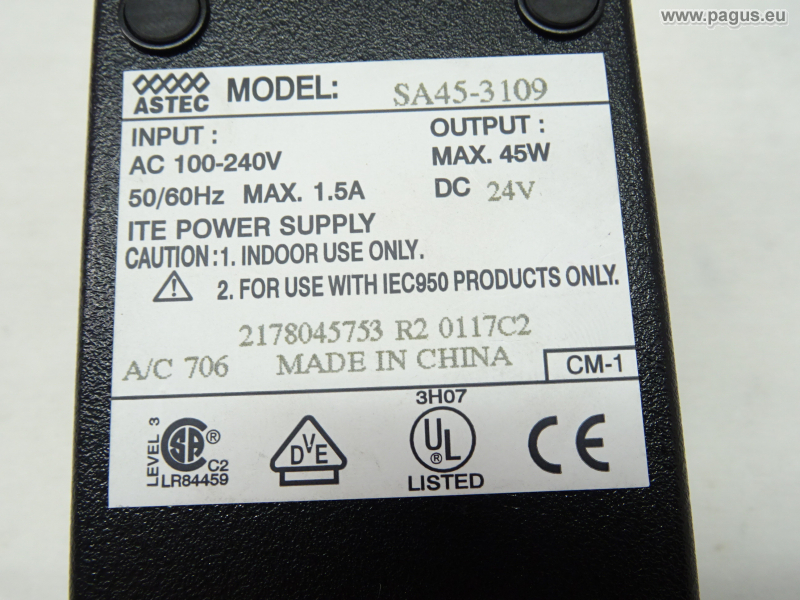 www.pagus.eu
ASTEC MODEL: SA45-3109
INPUT : OUTPUT :
AC 100-240V MAX. 45W
50/60Hz MAX. 1.5A DC 24V
ITE POWER SUPPLY
CAUTION:1. INDOOR USE ONLY.
2. FOR USE WITH IEC950 PRODUCTS ONLY.
2178045753 R2 0117C2
A/C 706 MADE IN CHINA CM-1
LEVEL 3
SA ® C2
LR84459
DVE
3H07
UL ®
LISTED
CE